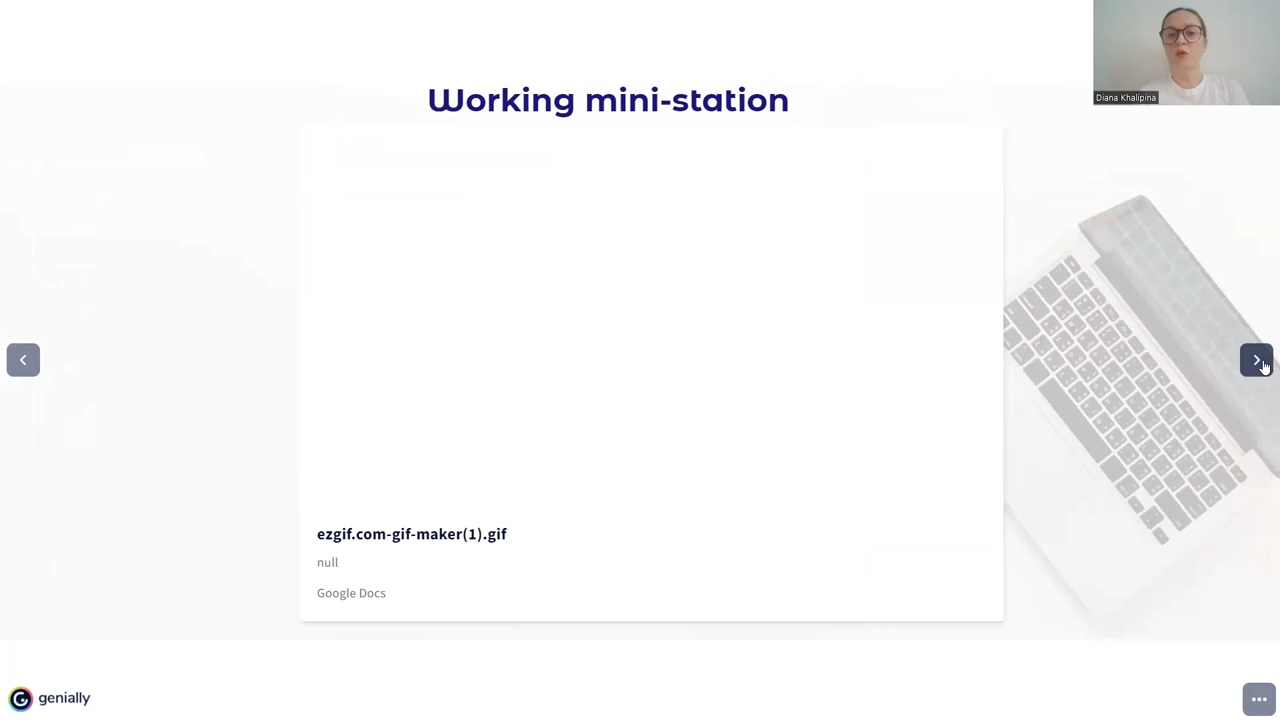 Diana Khalipina
Working mini-station
ezgif.com-gif-maker(1).gif
null
Google Docs
genially